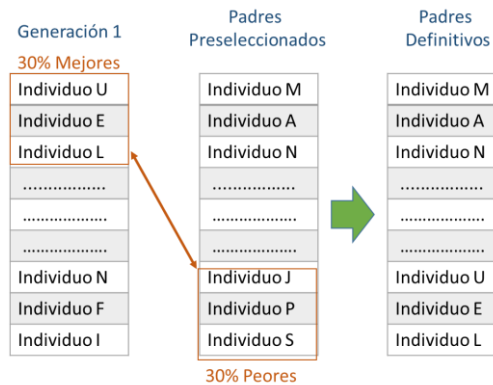 Generación 1
30% Mejores
Individuo U
Individuo E
Individuo L
..................
.....................
.....................
Individuo N
Individuo F
Individuo I
Padres
Preseleccionados
Individuo M
Individuo A
Individuo N
..................
.....................
.....................
Individuo J
Individuo P
Individuo S
30% Peores
Padres
Definitivos
Individuo M
Individuo A
Individuo N
..................
.....................
.....................
Individuo U
Individuo E
Individuo L